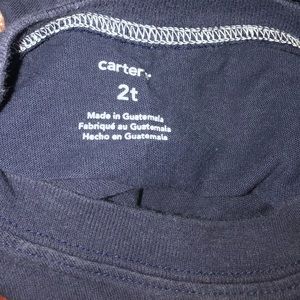 carter's
2t
Made in Guatemala
Fabriqué au Guatemala
Hecho en Guatemala